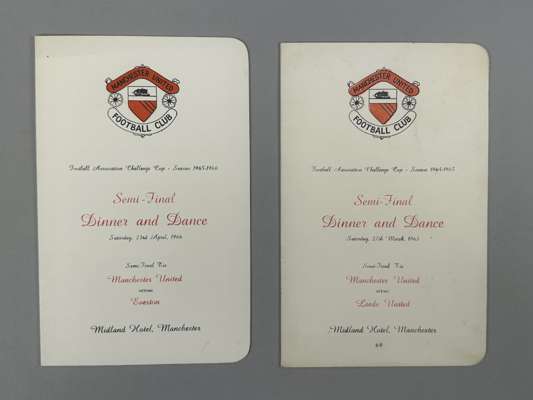 MANCHESTER UNITED
FOOTBALL CLUB
Football Association Challenge Cup - Season 1965-1966
Semi-Final
Dinner and Dance
Saturday, 23rd April, 1966
Semi-Final Tie
Manchester United
versus
Everton
Midland Hotel, Manchester
MANCHESTER UNITED
FOOTBALL CLUB
Football Association Challenge Cup - Season 1964-1965
Semi-Final
Dinner and Dance
Saturday, 27th March, 1965
Semi-Final Tie
Manchester United
versus
Leeds United
Midland Hotel, Manchester